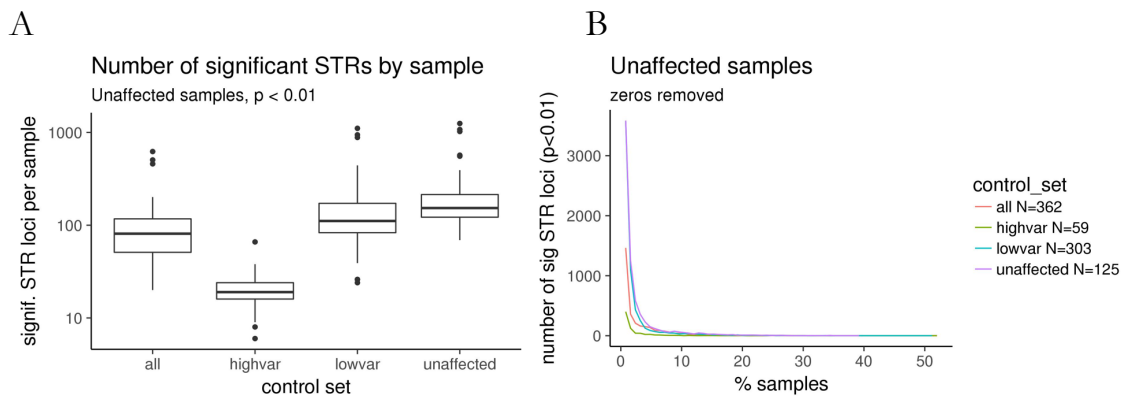 A
Number of significant STRs by sample
Unaffected samples, p < 0.01
signif. STR loci per sample
1000
100
10
all
highvar
lowvar
unaffected
control set
B
Unaffected samples
zeros removed
number of sig STR loci (p<0.01)
3000
2000
1000
0
0
10
20
30
40
50
% samples
control_set
all N=362
highvar N=59
lowvar N=303
unaffected N=125